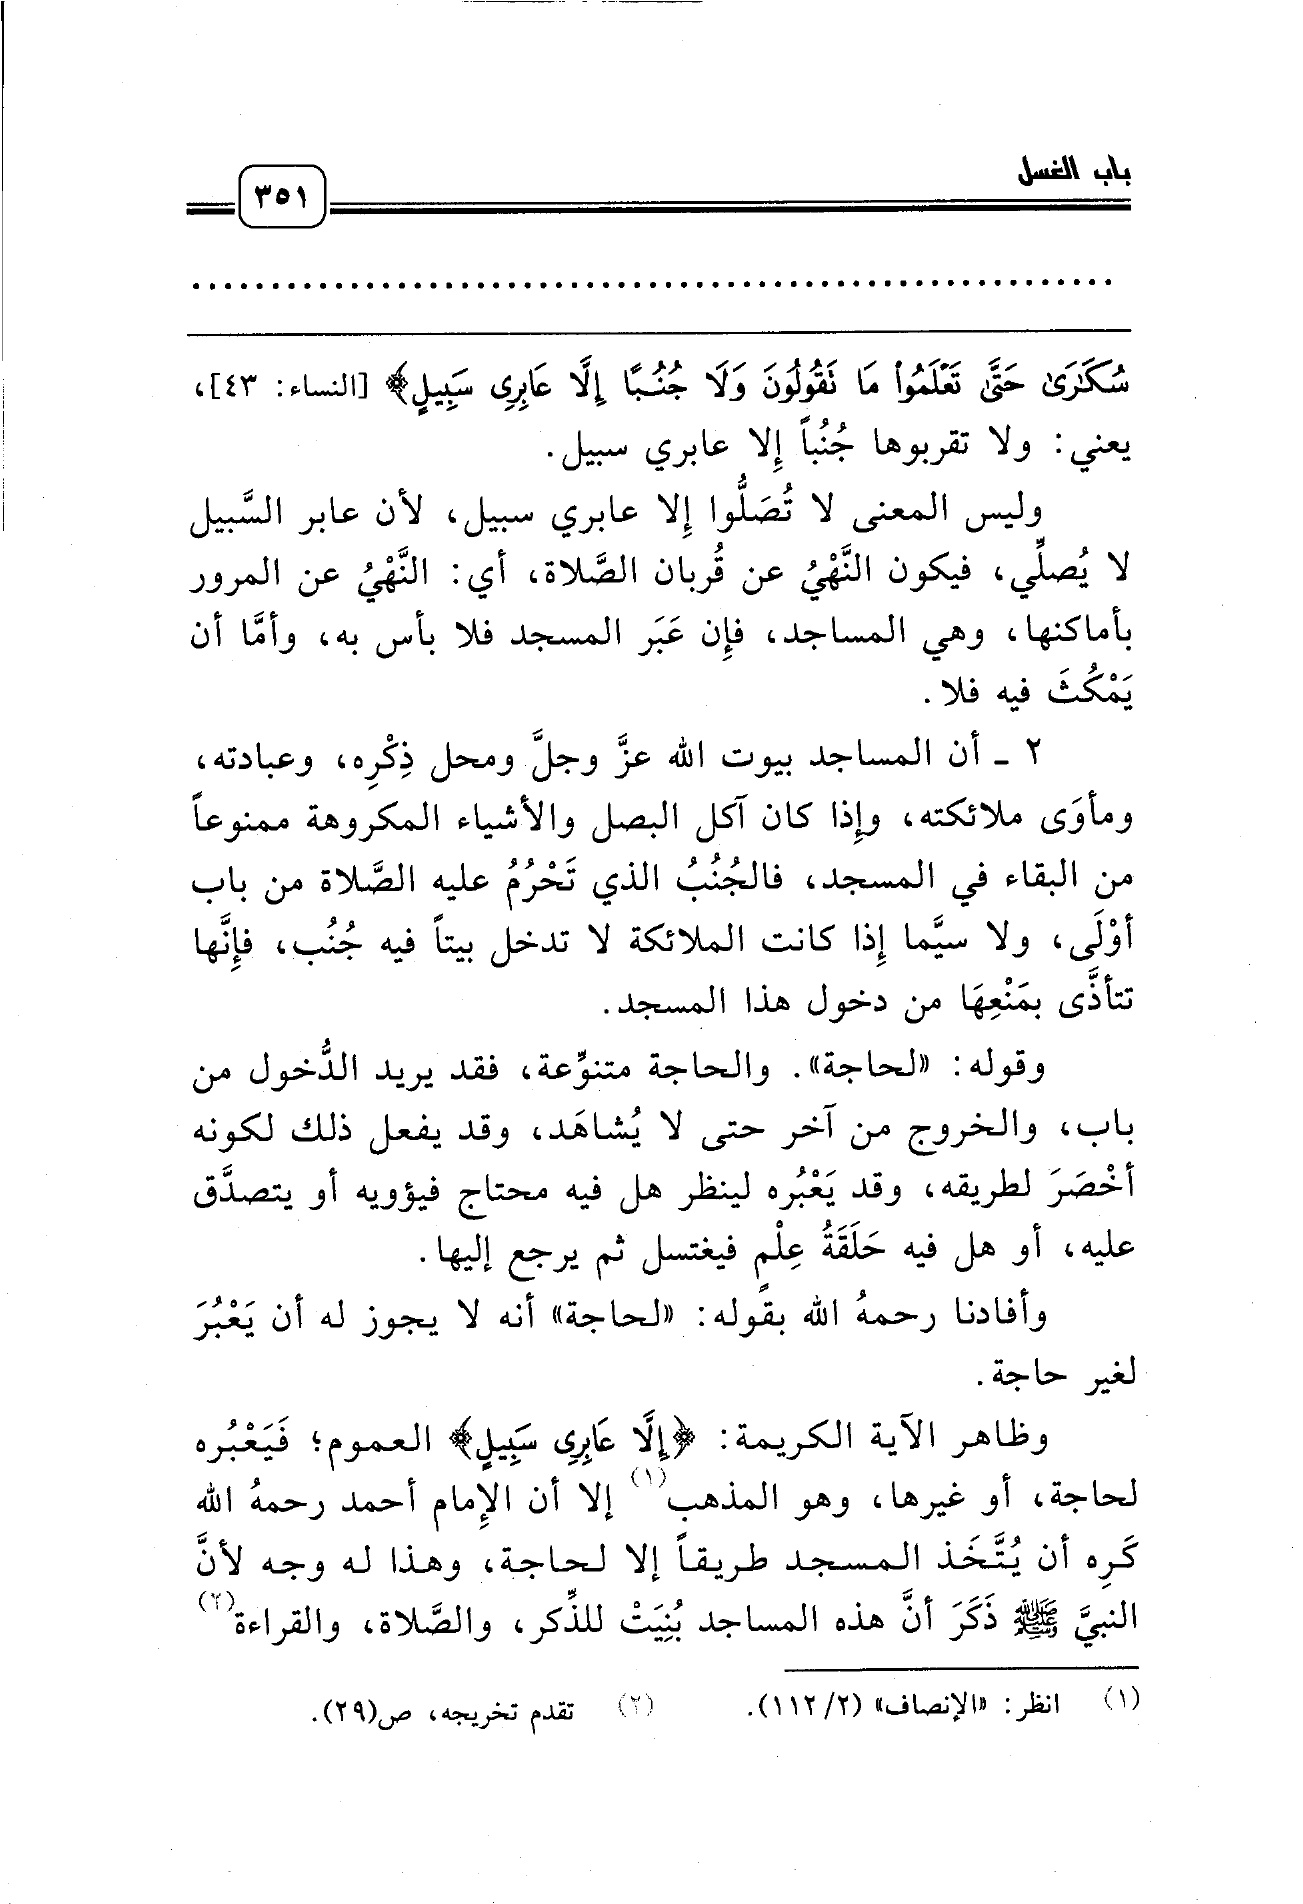 باب الغسل
٣٥١
..........................................................
سُكَٰرَىٰ حَتَّىٰ تَعْلَمُوا۟ مَا تَقُولُونَ وَلَا جُنُبًا إِلَّا عَابِرِى سَبِيلٍ﴾ [النساء: ٤٣]،
يعني: ولا تقربوها جُنُباً إلا عابري سبيل.
وليس المعنى لا تُصَلُّوا إلا عابري سبيل، لأن عابر السَّبيل
لا يُصلِّي، فيكون النَّهْيُ عن قُربان الصَّلاة، أي: النَّهْيُ عن المرور
بأماكنها، وهي المساجد، فإِن عَبَر المسجد فلا بأس به، وأمَّا أن
يَمْكُثَ فيه فلا.
٢ ـ أن المساجد بيوت الله عزَّ وجلَّ ومحل ذِكْرِه، وعبادته،
ومأوَى ملائكته، وإِذا كان آكل البصل والأشياء المكروهة ممنوعاً
من البقاء في المسجد، فالجُنُبُ الذي تَحْرُمُ عليه الصَّلاة من باب
أوْلَى، ولا سيَّما إِذا كانت الملائكة لا تدخل بيتاً فيه جُنُب، فإِنَّها
تتأذَّى بمَنْعِهَا من دخول هذا المسجد.
وقوله: «لحاجة». والحاجة متنوِّعة، فقد يريد الدُّخول من
باب، والخروج من آخر حتى لا يُشاهَد، وقد يفعل ذلك لكونه
أخْصَرَ لطريقه، وقد يَعْبُره لينظر هل فيه محتاج فيؤويه أو يتصدَّق
عليه، أو هل فيه حَلَقَةُ عِلْمٍ فيغتسل ثم يرجع إليها.
وأفادنا رحمهُ الله بقوله: «لحاجة» أنه لا يجوز له أن يَعْبُرَ
لغير حاجة.
وظاهر الآية الكريمة: ﴿إِلَّا عَابِرِى سَبِيلٍ﴾ العموم؛ فَيَعْبُره
لحاجة، أو غيرها، وهو المذهب(١) إلا أن الإِمام أحمد رحمهُ الله
كَرِه أن يُتَّخَذ المسجد طريقاً إلا لحاجة، وهذا له وجه لأنَّ
النبيَّ ﷺ ذَكَرَ أنَّ هذه المساجد بُنِيَتْ للذِّكر، والصَّلاة، والقراءة(٢)
(١) انظر: «الإنصاف» (١١٢/٢). (٢) تقدم تخريجه، ص(٢٩).